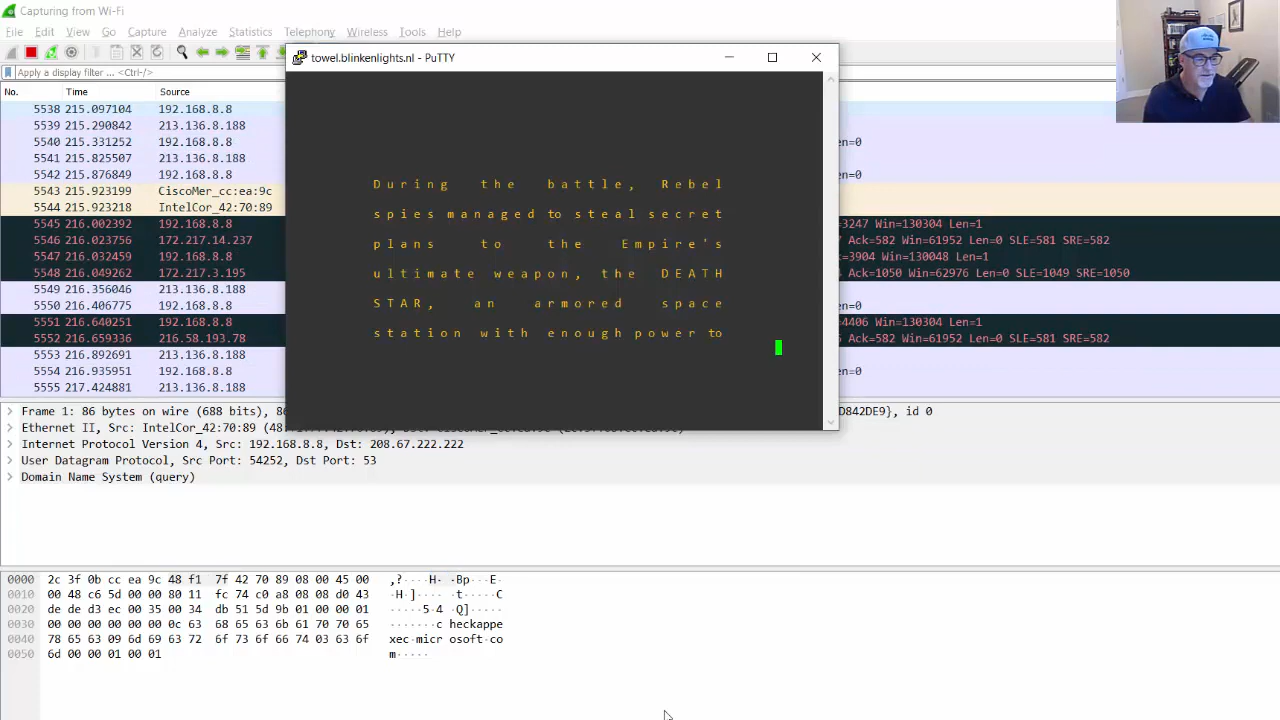 Capturing from Wi-Fi
File Edit View Go Capture Analyze Statistics Telephony Wireless Tools Help
towel.blinkenlights.nl - PuTTY
Apply a display filter ... <Ctrl-/>
No. Time Source
5538 215.097104 192.168.8.8
5539 215.290842 213.136.8.188
5540 215.331252 192.168.8.8 en=0
5541 215.825507 213.136.8.188
5542 215.876849 192.168.8.8 en=0
5543 215.923199 CiscoMer_cc:ea:9c
5544 215.923218 IntelCor_42:70:89
5545 216.002392 192.168.8.8 =3247 Win=130304 Len=1
5546 216.023756 172.217.14.237 Ack=582 Win=61952 Len=0 SLE=581 SRE=582
5547 216.032459 192.168.8.8 =3904 Win=130048 Len=1
5548 216.049262 172.217.3.195 Ack=1050 Win=62976 Len=0 SLE=1049 SRE=1050
5549 216.356046 213.136.8.188
5550 216.406775 192.168.8.8 en=0
5551 216.640251 192.168.8.8 4406 Win=130304 Len=1
5552 216.659336 216.58.193.78 Ack=582 Win=61952 Len=0 SLE=581 SRE=582
5553 216.892691 213.136.8.188
5554 216.935951 192.168.8.8 en=0
5555 217.424881 213.136.8.188
During the battle, Rebel
spies managed to steal secret
plans to the Empire's
ultimate weapon, the DEATH
STAR, an armored space
station with enough power to
Frame 1: 86 bytes on wire (688 bits), 8 D842DE9}, id 0
Ethernet II, Src: IntelCor_42:70:89
Internet Protocol Version 4, Src: 192.168.8.8, Dst: 208.67.222.222
User Datagram Protocol, Src Port: 54252, Dst Port: 53
Domain Name System (query)
0000 2c 3f 0b cc ea 9c 48 f1 7f 42 70 89 08 00 45 00 ,?····H· ·Bp···E·
0010 00 48 c6 5d 00 00 80 11 fc 74 c0 a8 08 08 d0 43 ·H·]···· ·t·····C
0020 de de d3 ec 00 35 00 34 db 51 5d 9b 01 00 00 01 ·····5·4 ·Q]·····
0030 00 00 00 00 00 00 0c 63 68 65 63 6b 61 70 70 65 ·······c heckappe
0040 78 65 63 09 6d 69 63 72 6f 73 6f 66 74 03 63 6f xec·micr osoft·co
0050 6d 00 00 01 00 01 m·····